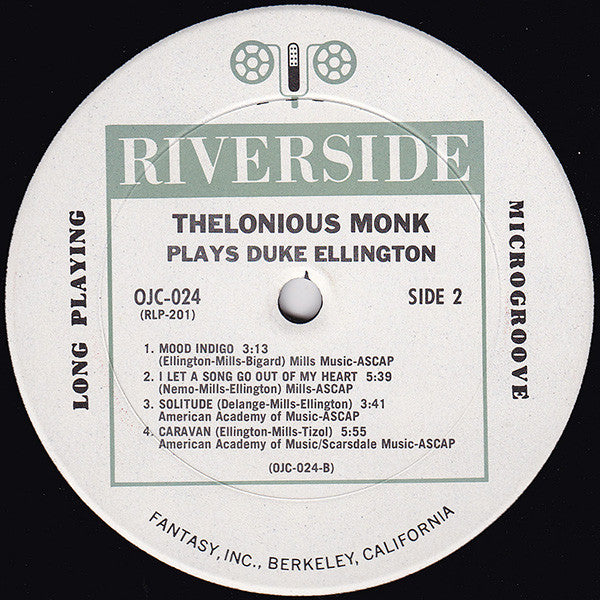 RIVERSIDE
THELONIOUS MONK
PLAYS DUKE ELLINGTON
OJC-024
(RLP-201)
SIDE 2
LONG PLAYING
MICROGROOVE
1. MOOD INDIGO 3:13
(Ellington-Mills-Bigard) Mills Music-ASCAP
2. I LET A SONG GO OUT OF MY HEART 5:39
(Nemo-Mills-Ellington) Mills-ASCAP
3. SOLITUDE (Delange-Mills-Ellington) 3:41
American Academy of Music-ASCAP
4. CARAVAN (Ellington-Mills-Tizol) 5:55
American Academy of Music/Scarsdale Music-ASCAP
(OJC-024-B)
FANTASY, INC., BERKELEY, CALIFORNIA